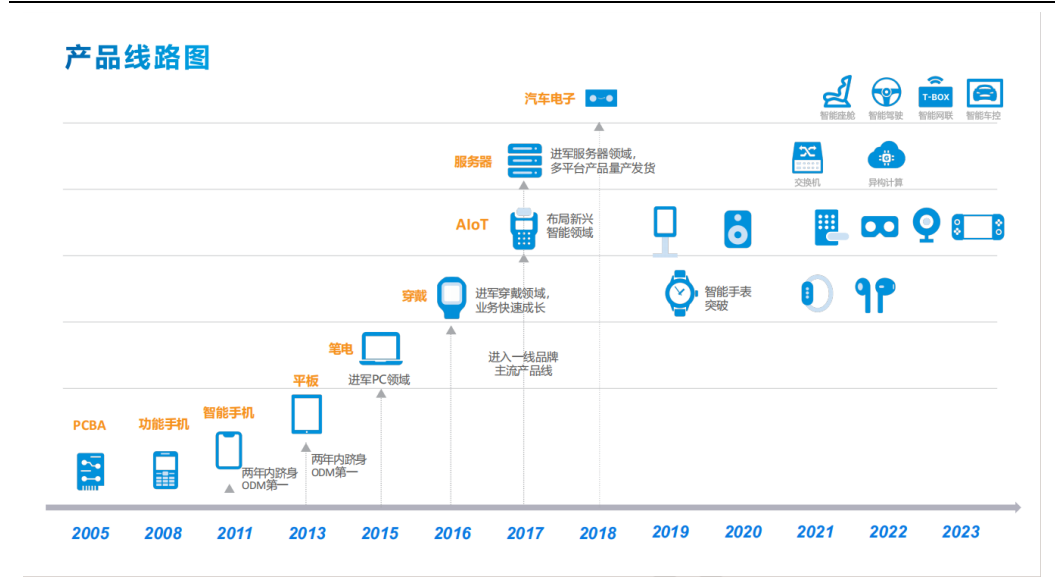 产品线路图
汽车电子
T-BOX
智能座舱
智能驾驶
智能网联
智能车控
服务器
进军服务器领域，
多平台产品量产发货
交换机
异构计算
AIoT
布局新兴
智能领域
穿戴
进军穿戴领域，
业务快速成长
智能手表
突破
笔电
进军PC领域
进入一线品牌
主流产品线
平板
两年内跻身
ODM第一
智能手机
两年内跻身
ODM第一
PCBA
功能手机
2005
2008
2011
2013
2015
2016
2017
2018
2019
2020
2021
2022
2023